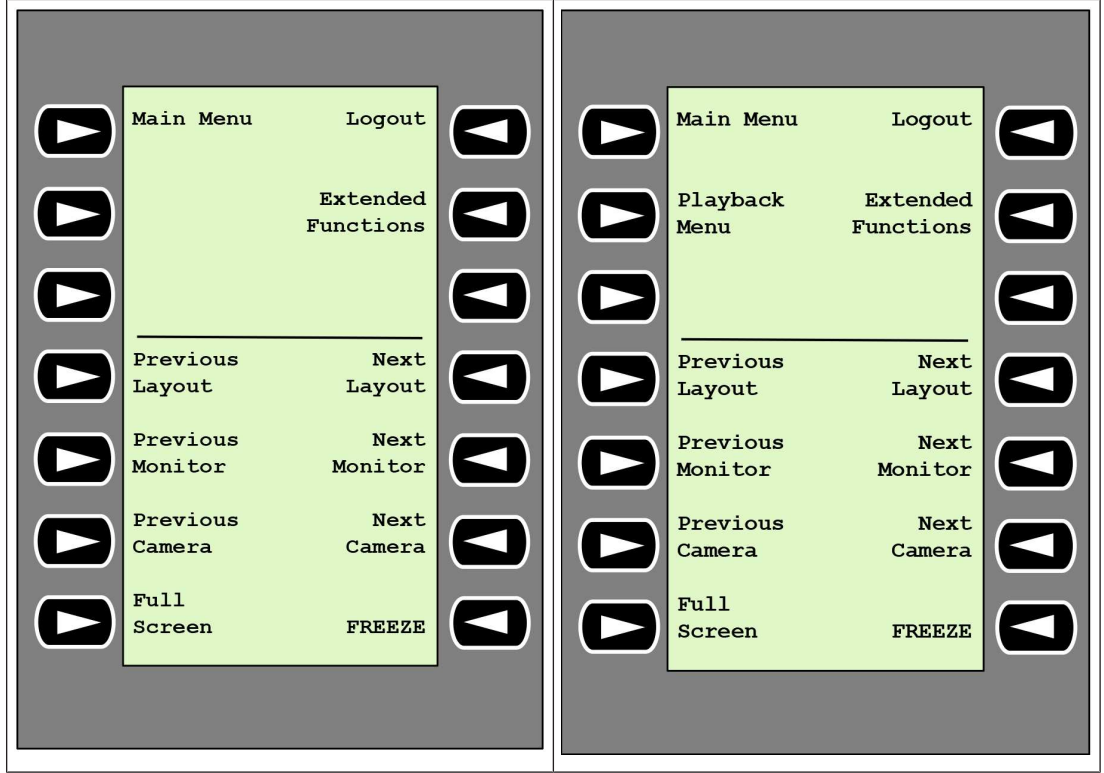 Main Menu Logout
Extended
Functions
Previous Next
Layout Layout
Previous Next
Monitor Monitor
Previous Next
Camera Camera
Full
Screen FREEZE
Main Menu Logout
Playback Extended
Menu Functions
Previous Next
Layout Layout
Previous Next
Monitor Monitor
Previous Next
Camera Camera
Full
Screen FREEZE